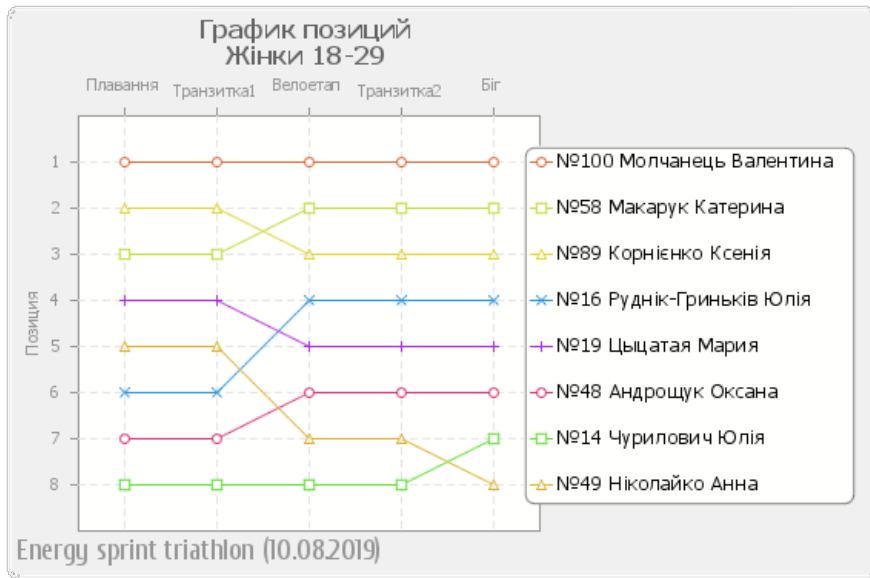 График позиций
Жінки 18-29
Плавання
Транзитка1
Велоетап
Транзитка2
Біг
Позиция
1
2
3
4
5
6
7
8
№100 Молчанець Валентина
№58 Макарук Катерина
№89 Корнієнко Ксенія
№16 Руднік-Гриньків Юлія
№19 Цыцатая Мария
№48 Андрощук Оксана
№14 Чурилович Юлія
№49 Ніколайко Анна
Energy sprint triathlon (10.08.2019)